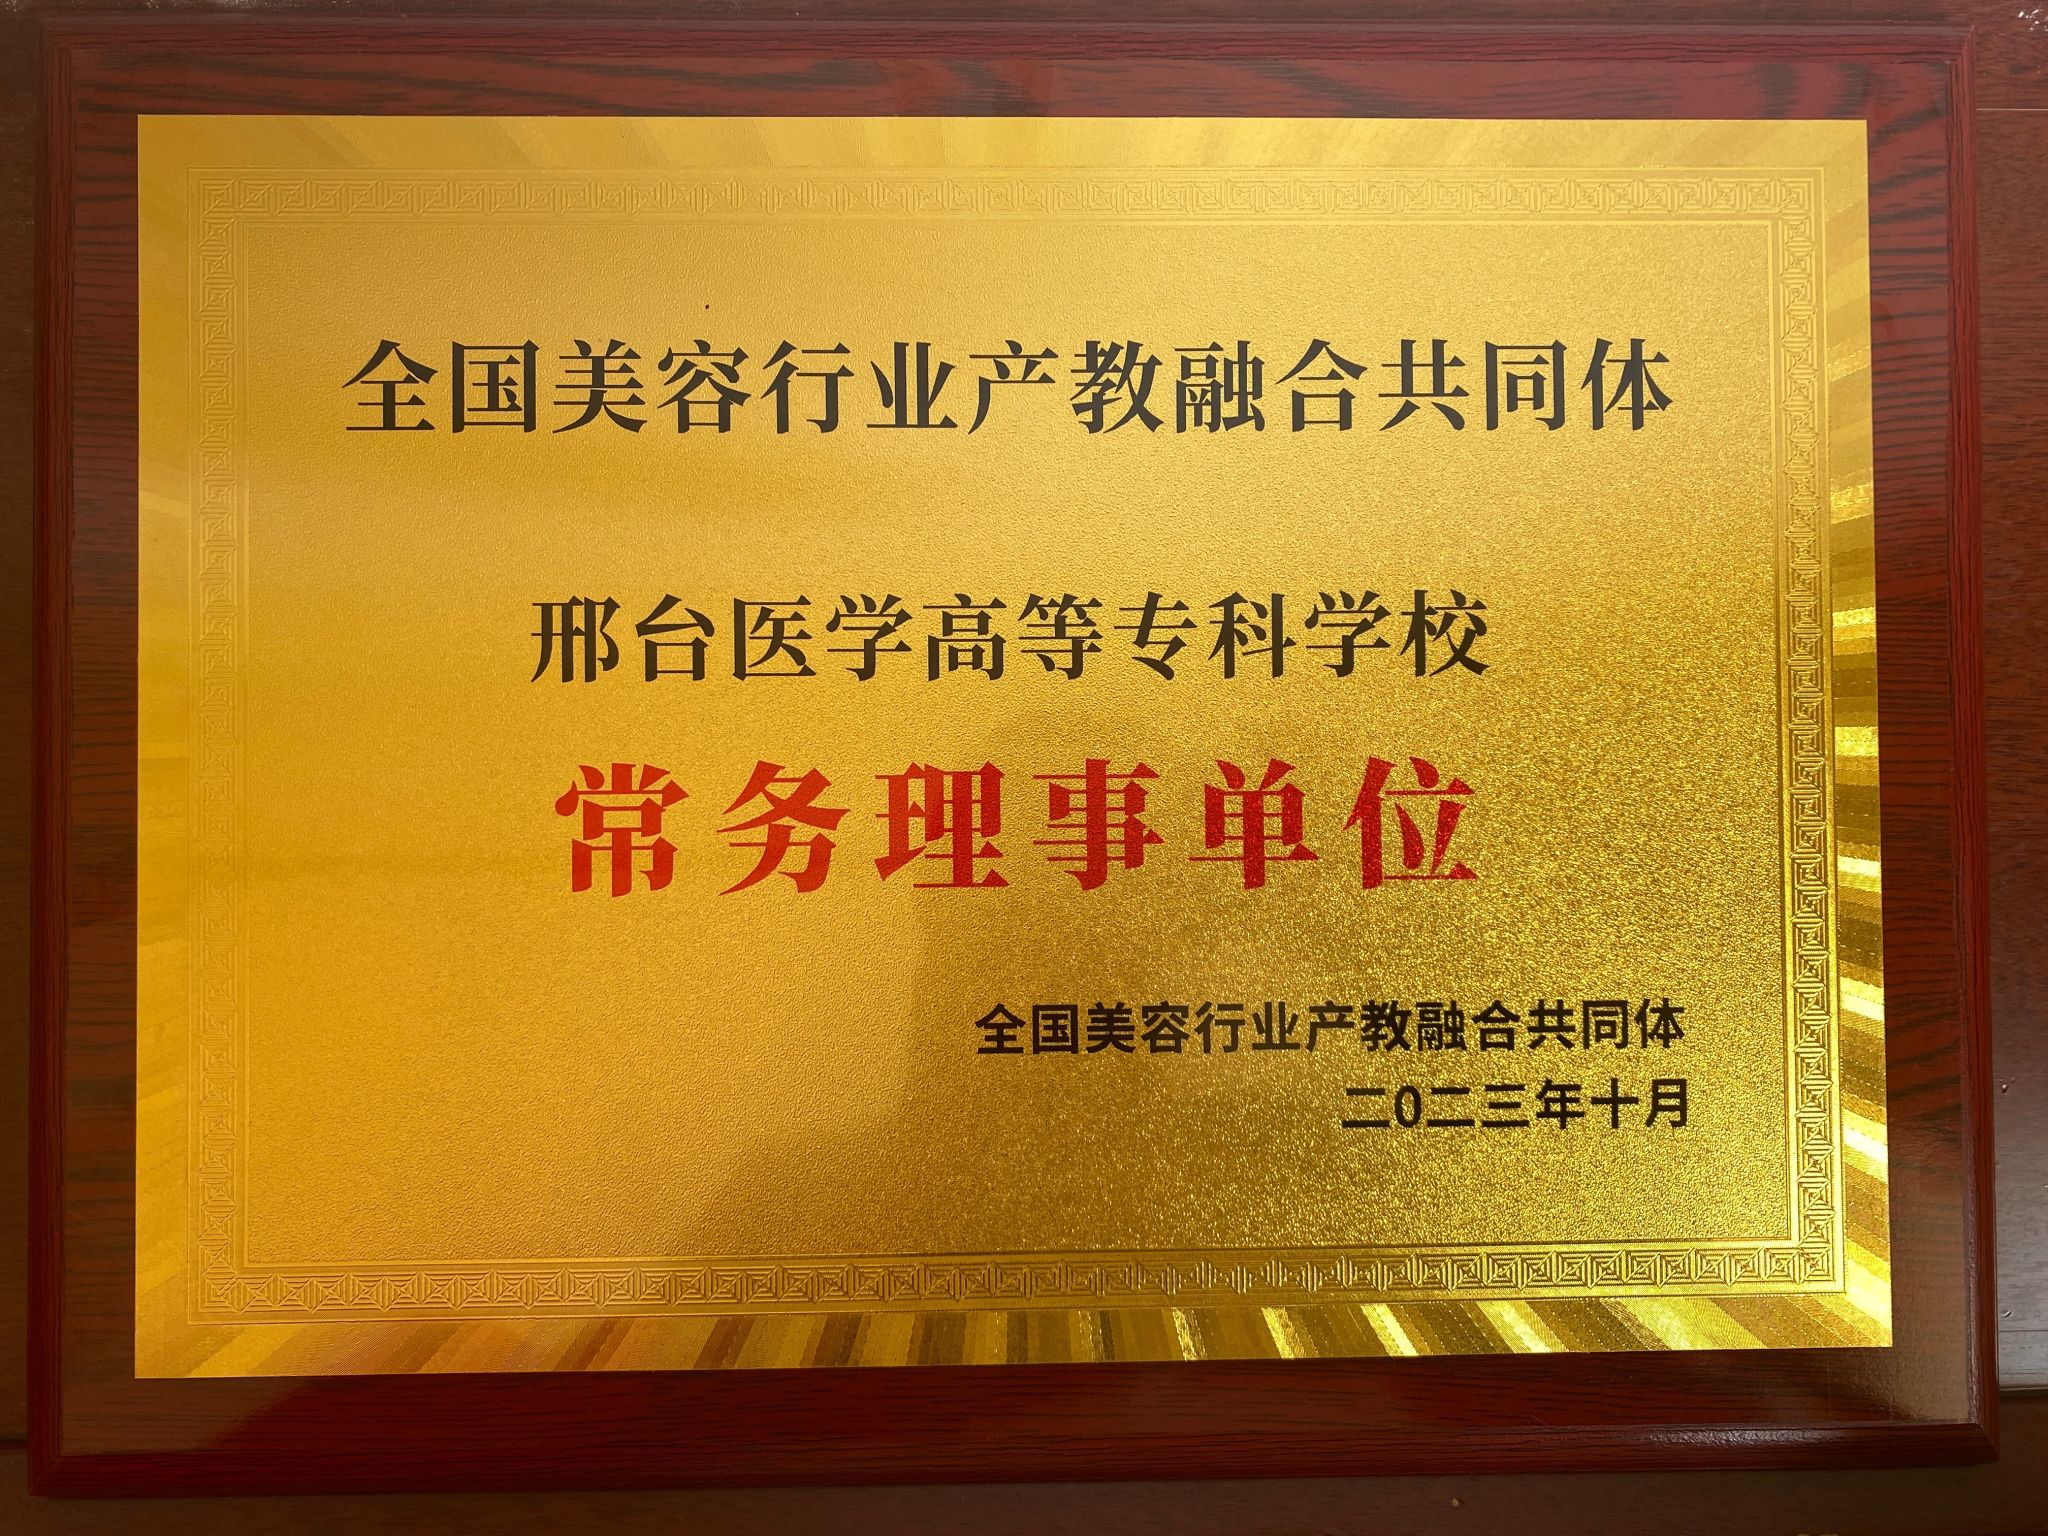 全国美容行业产教融合共同体
邢台医学高等专科学校
常务理事单位
全国美容行业产教融合共同体
二0二三年十月